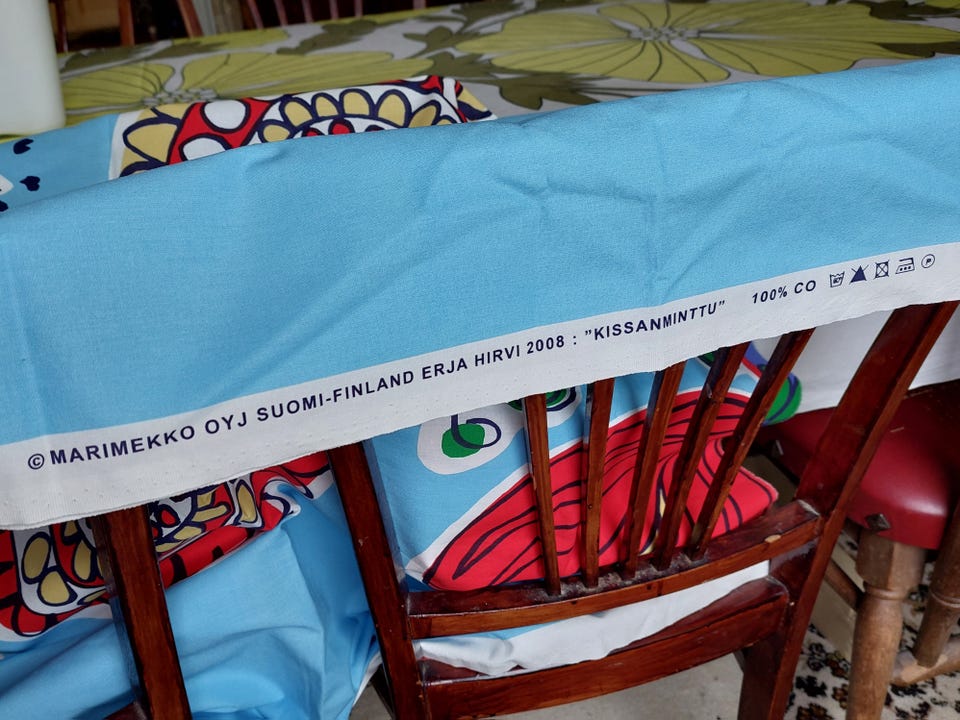 © MARIMEKKO OYJ SUOMI-FINLAND ERJA HIRVI 2008 : ”KISSANMINTTU” 100% CO